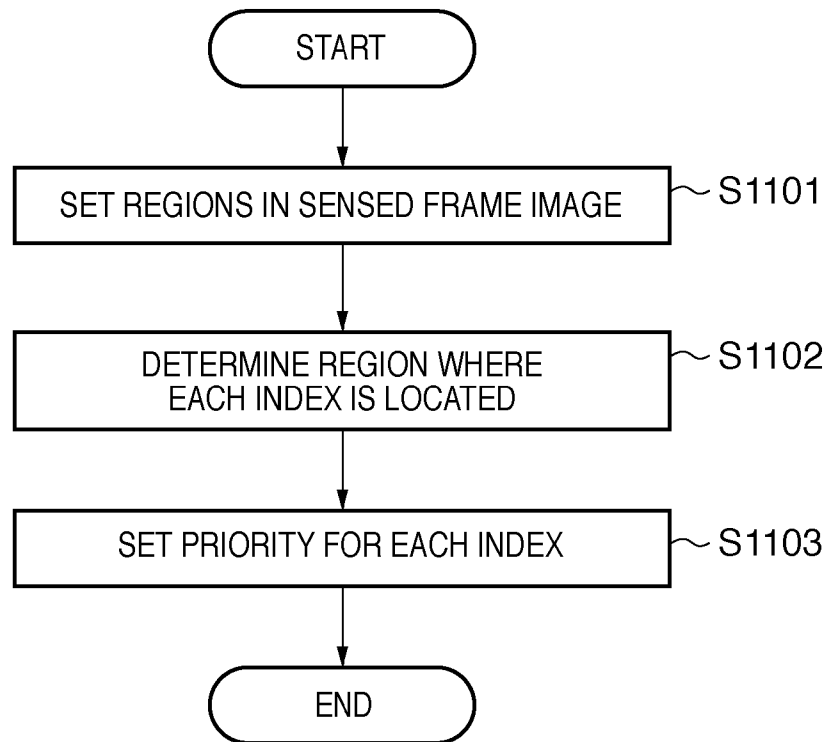 START
SET REGIONS IN SENSED FRAME IMAGE
S1101
DETERMINE REGION WHERE
EACH INDEX IS LOCATED
S1102
SET PRIORITY FOR EACH INDEX
S1103
END